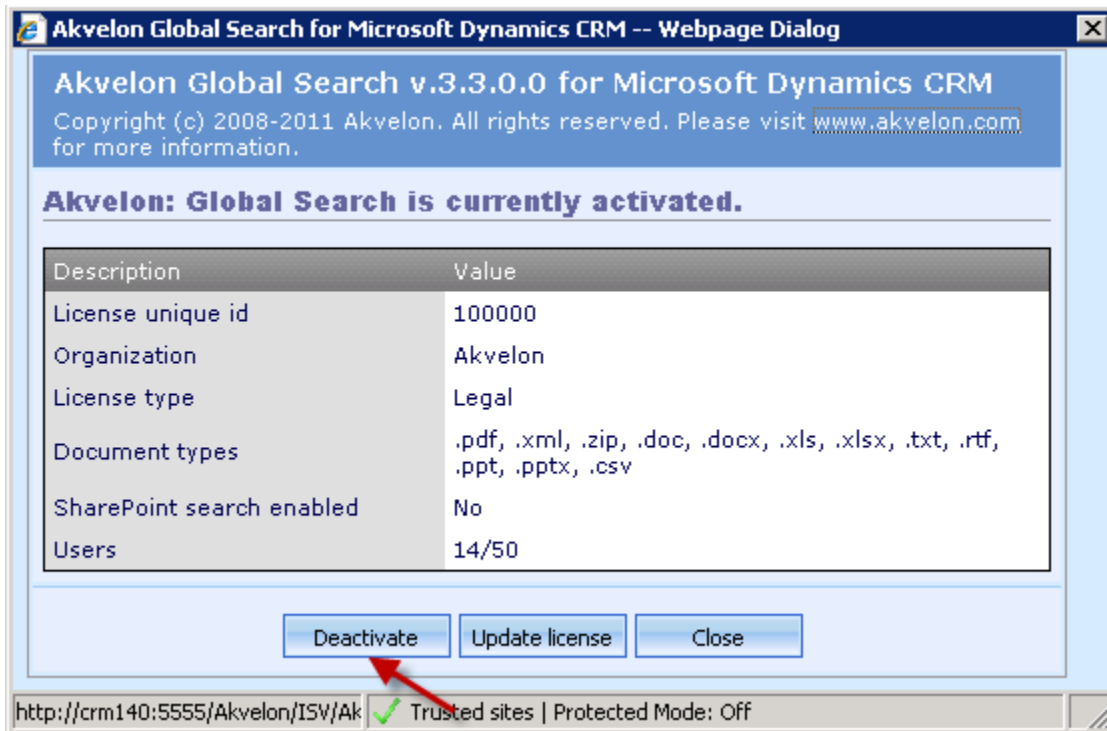 Akvelon Global Search for Microsoft Dynamics CRM -- Webpage Dialog
Akvelon Global Search v.3.3.0.0 for Microsoft Dynamics CRM
Copyright (c) 2008-2011 Akvelon. All rights reserved. Please visit www.akvelon.com
for more information.
Akvelon: Global Search is currently activated.
Description Value
License unique id 100000
Organization Akvelon
License type Legal
Document types .pdf, .xml, .zip, .doc, .docx, .xls, .xlsx, .txt, .rtf,
.ppt, .pptx, .csv
SharePoint search enabled No
Users 14/50
Deactivate Update license Close
http://crm140:5555/Akvelon/ISV/Ak Trusted sites | Protected Mode: Off